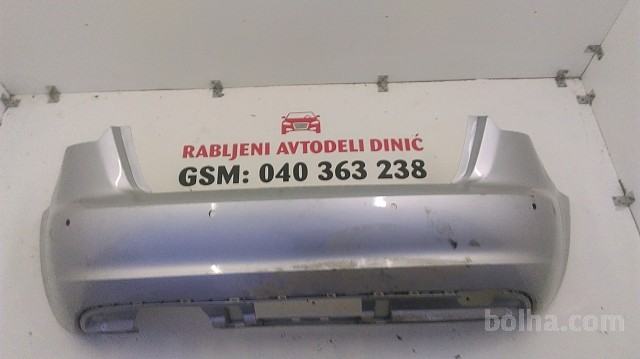 RABLJENI AVTODELI DINIĆ
GSM: 040 363 238
bolha.com